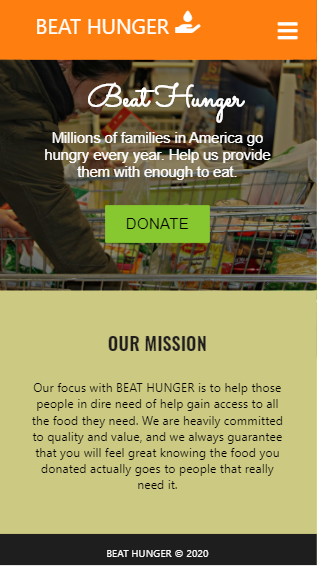 BEAT HUNGER
Beat Hunger
Millions of families in America go
hungry every year. Help us provide
them with enough to eat.
DONATE
OUR MISSION
Our focus with BEAT HUNGER is to help those
people in dire need of help gain access to all
the food they need. We are heavily committed
to quality and value, and we always guarantee
that you will feel great knowing the food you
donated actually goes to people that really
need it.
BEAT HUNGER © 2020